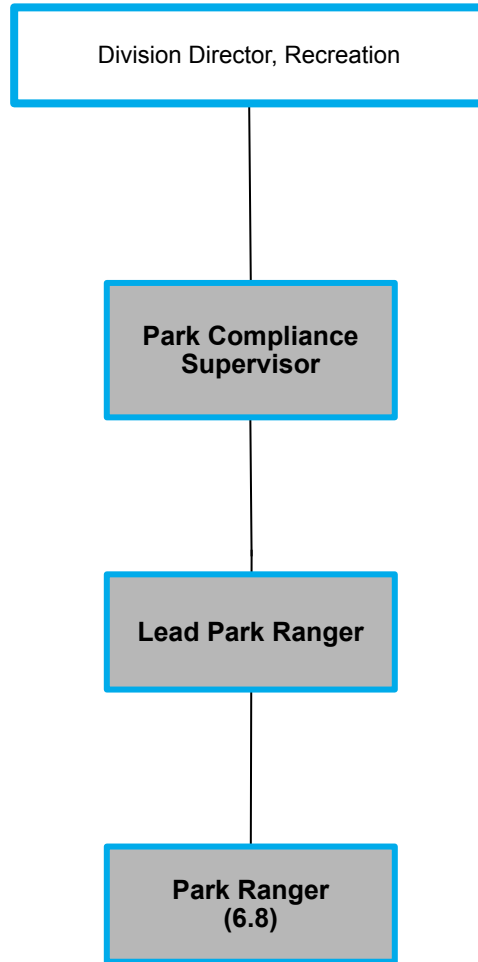 Division Director, Recreation
Park Compliance
Supervisor
Lead Park Ranger
Park Ranger
(6.8)